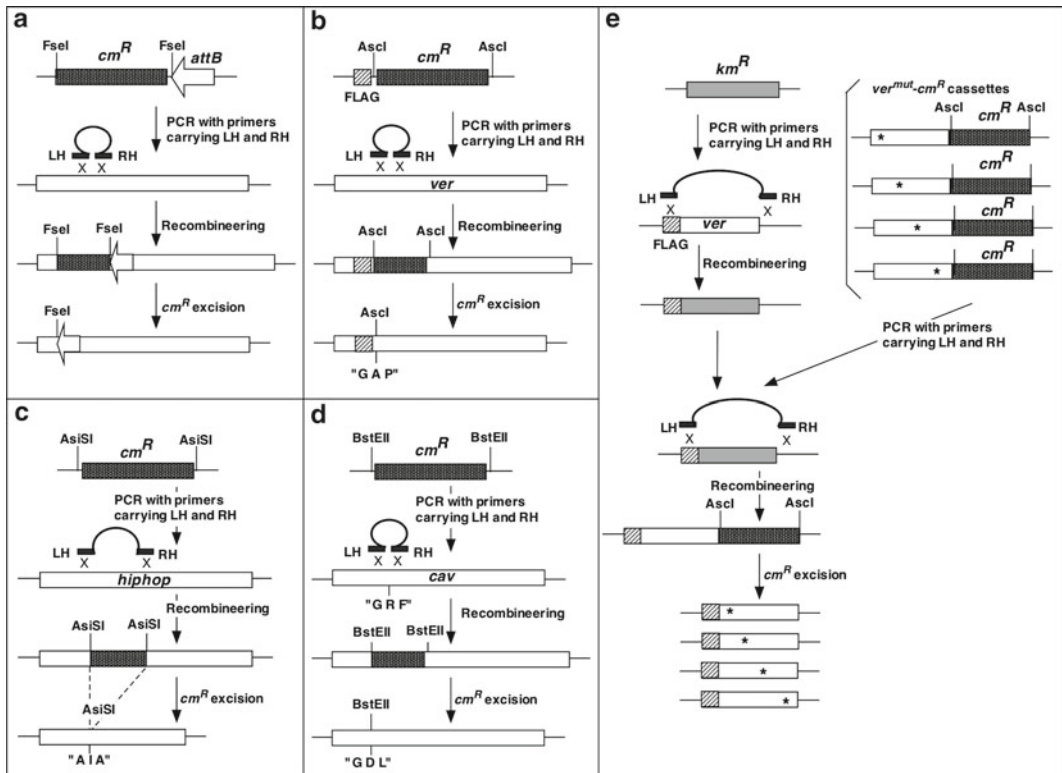 a
FseI cmR FseI attB
PCR with primers
carrying LH and RH
LH RH
X X
Recombineering
FseI FseI
cmR excision
FseI
b
AscI cmR AscI
FLAG
PCR with primers
carrying LH and RH
LH RH
X X
ver
Recombineering
AscI AscI
cmR excision
AscI
"G A P"
c
AsiSI cmR AsiSI
PCR with primers
carrying LH and RH
LH RH
X X
hiphop
Recombineering
AsiSI AsiSI
cmR excision
AsiSI
"A I A"
d
BstEII cmR BstEII
PCR with primers
carrying LH and RH
LH RH
X X
cav
"G R F"
Recombineering
BstEII BstEII
cmR excision
BstEII
"G D L"
e
kmR
PCR with primers
carrying LH and RH
LH RH
X X
ver
FLAG
Recombineering
vermut-cmR cassettes
AscI cmR AscI
*
cmR
*
cmR
*
cmR
*
PCR with primers
carrying LH and RH
LH RH
X X
Recombineering
AscI AscI
cmR excision
*
*
*
*